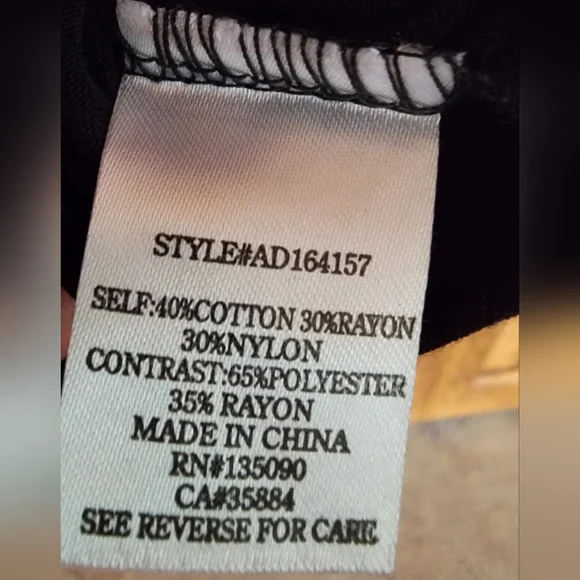 STYLE#AD164157
SELF:40%COTTON 30%RAYON
30%NYLON
CONTRAST:65%POLYESTER
35% RAYON
MADE IN CHINA
RN#135090
CA#35884
SEE REVERSE FOR CARE